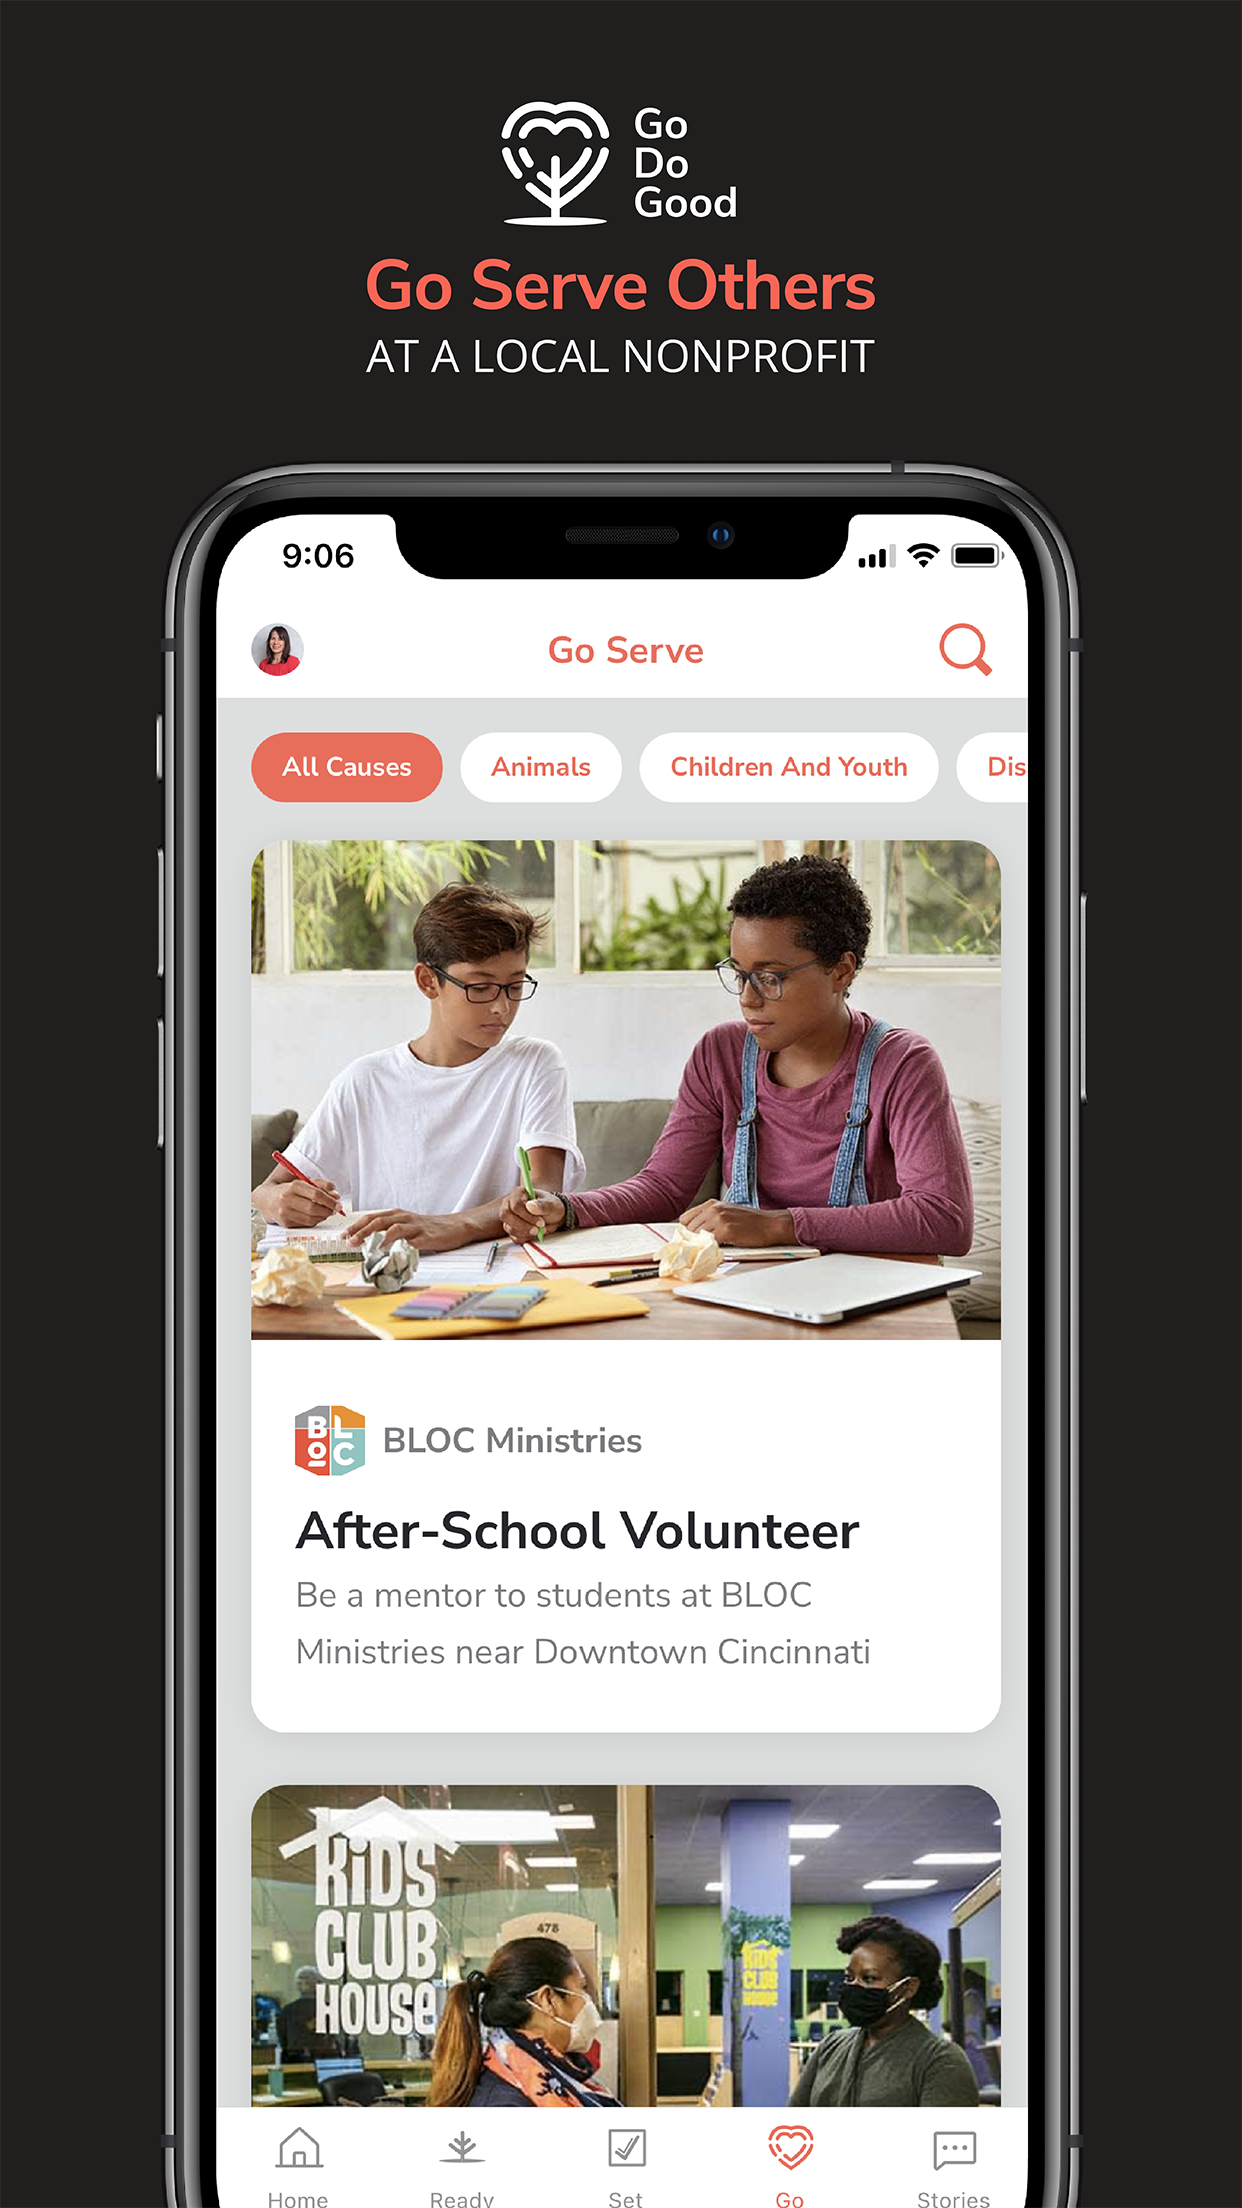 Go
Do
Good
Go Serve Others
AT A LOCAL NONPROFIT
9:06
Go Serve
All Causes
Animals
Children And Youth
Dis
BLOC
BLOC Ministries
After-School Volunteer
Be a mentor to students at BLOC
Ministries near Downtown Cincinnati
KiDS
CLUB
HOUSE
478
KiDS
CLUB
HOUSE
Home
Ready
Set
Go
Stories